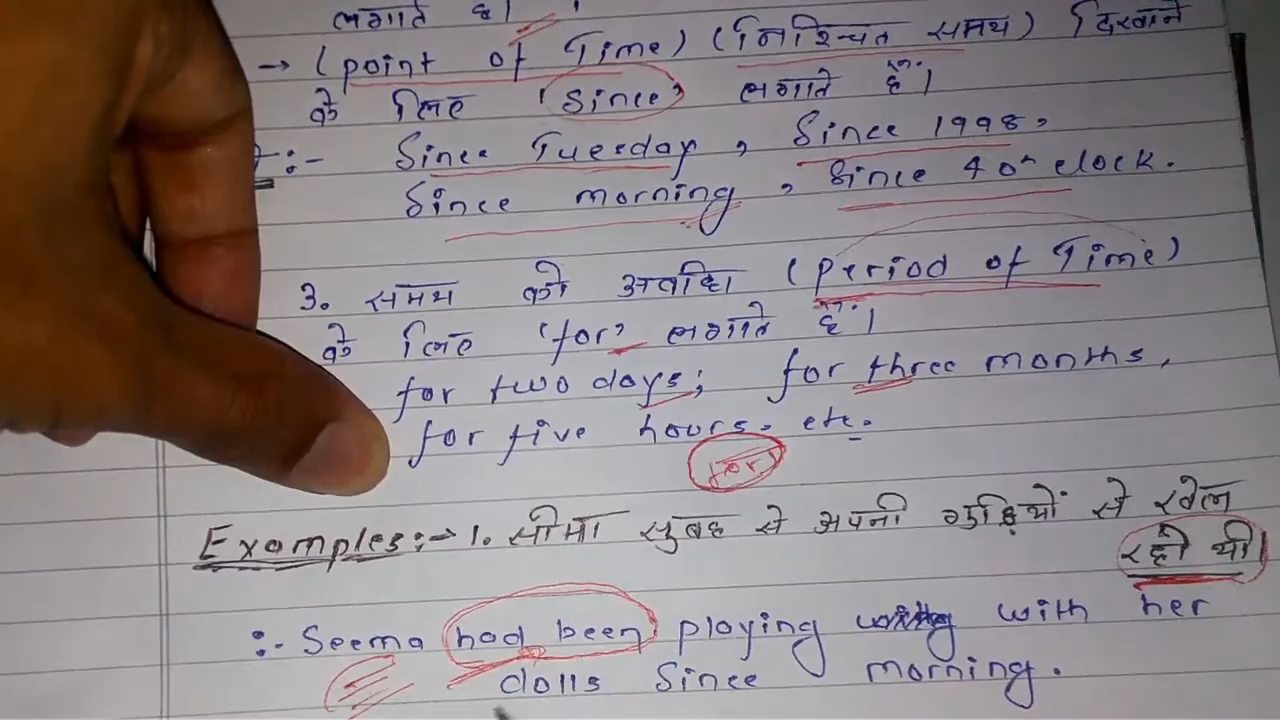 लगाते है।
→ (point of Time) (निश्चित समय) दिखाने
के लिए 'Since' लगाते हैं।
:- Since Tuesday, Since 1998,
Since morning, Since 4 o" clock.
3. समय की अवधि (Period of Time)
के लिए 'for' लगाते हैं।
for two days; for three months,
for five hours. etc.
for
Examples:→ 1. सीमा सुबह से अपनी गुड़ियों से खेल
रही थी।
:- Seema had been playing with her
dolls Since morning.